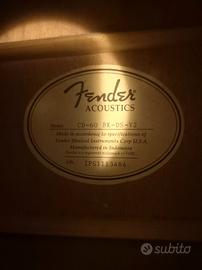 Fender
ACOUSTICS
Model CD-60 BK-DS-V2
Made in accordance to specifications of
Fender Musical Instruments Corp U.S.A.
Manufactured in Indonesia
S/N.
subito